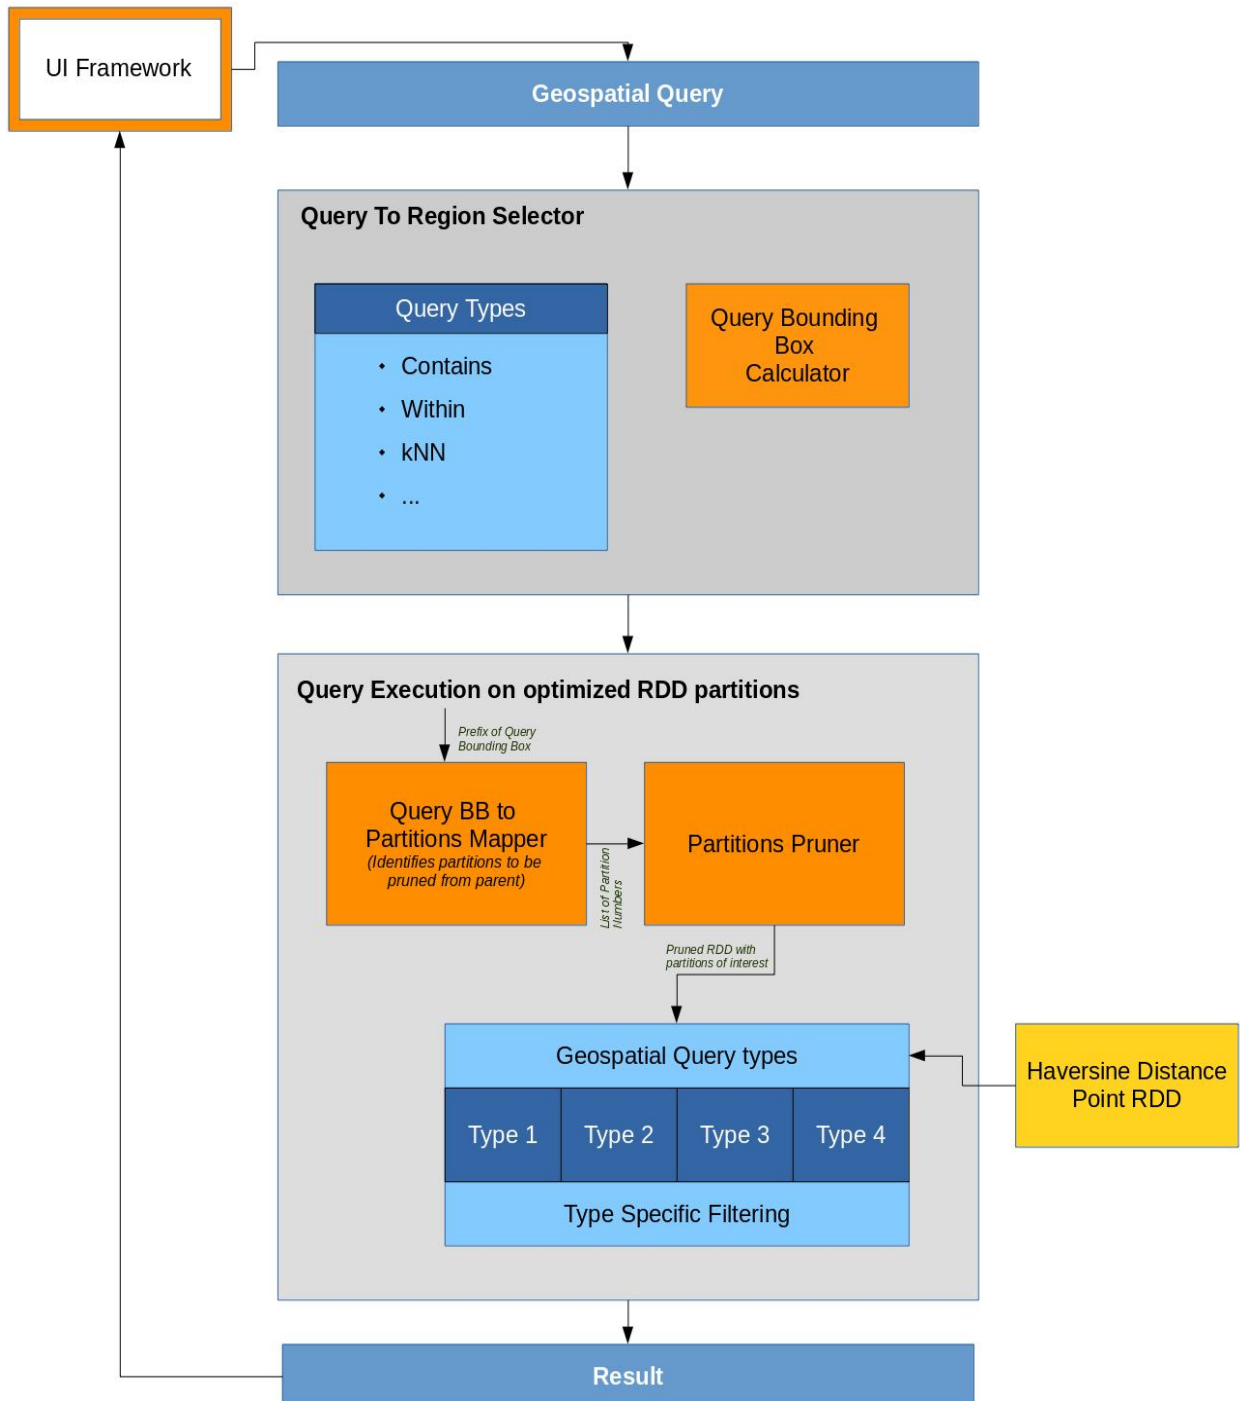 UI Framework
Geospatial Query
Query To Region Selector
Query Types
• Contains
• Within
• kNN
• ...
Query Bounding
Box
Calculator
Query Execution on optimized RDD partitions
Prefix of Query
Bounding Box
Query BB to
Partitions Mapper
(Identifies partitions to be
pruned from parent)
List of Partition
Numbers
Partitions Pruner
Pruned RDD with
partitions of interest
Geospatial Query types
Type 1
Type 2
Type 3
Type 4
Type Specific Filtering
Haversine Distance
Point RDD
Result